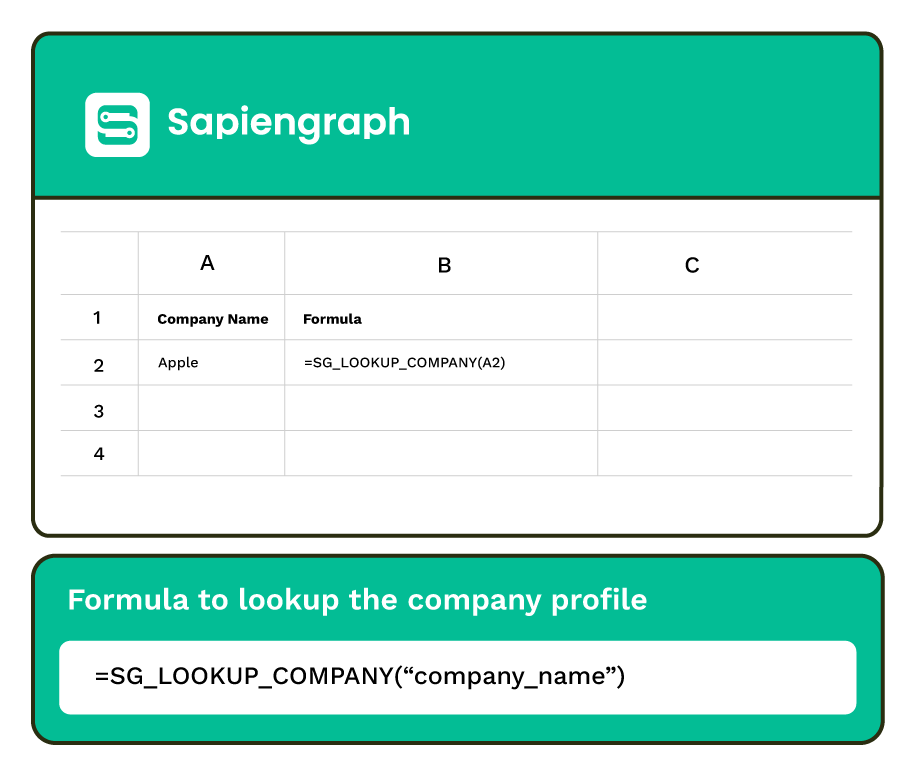 Sapiengraph
A B C
1 Company Name Formula
2 Apple =SG_LOOKUP_COMPANY(A2)
3
4
Formula to lookup the company profile
=SG_LOOKUP_COMPANY(“company_name”)